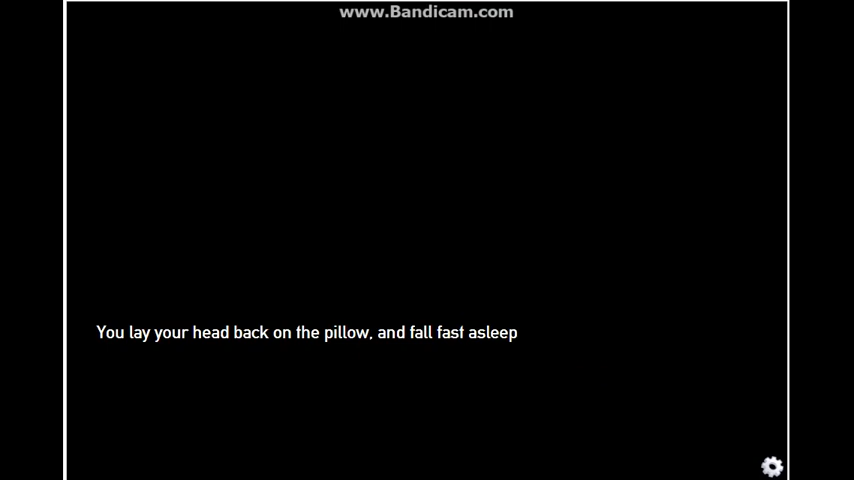 www.Bandicam.com
You lay your head back on the pillow, and fall fast asleep